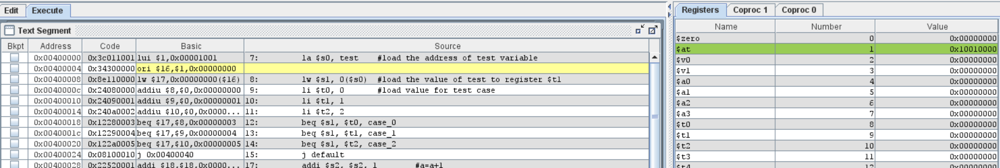 Edit Execute
Text Segment
Bkpt Address Code Basic Source
0x00400000 0x3c011001 lui $1,0x00001001 7: la $s0, test #load the address of test variable
0x00400004 0x34300000 ori $16,$1,0x00000000
0x00400008 0x8e110000 lw $17,0x00000000($16) 8: lw $s1, 0($s0) #load the value of test to register $t1
0x0040000c 0x24080000 addiu $8,$0,0x00000000 9: li $t0, 0 #load value for test case
0x00400010 0x24090001 addiu $9,$0,0x00000001 10: li $t1, 1
0x00400014 0x240a0002 addiu $10,$0,0x0000... 11: li $t2, 2
0x00400018 0x12280003 beq $17,$8,0x00000003 12: beq $s1, $t0, case_0
0x0040001c 0x12290004 beq $17,$9,0x00000004 13: beq $s1, $t1, case_1
0x00400020 0x122a0005 beq $17,$10,0x00000005 14: beq $s1, $t2, case_2
0x00400024 0x08100010 j 0x00400040 15: j default
0x00400028 0x22520001 addi $18,$18,0x0000... 17: addi $s2, $s2, 1 #a=a+1
Registers Coproc 1 Coproc 0
Name Number Value
$zero 0 0x00000000
$at 1 0x10010000
$v0 2 0x00000000
$v1 3 0x00000000
$a0 4 0x00000000
$a1 5 0x00000000
$a2 6 0x00000000
$a3 7 0x00000000
$t0 8 0x00000000
$t1 9 0x00000000
$t2 10 0x00000000
$t3 11 0x00000000
$t4 12 0x00000000